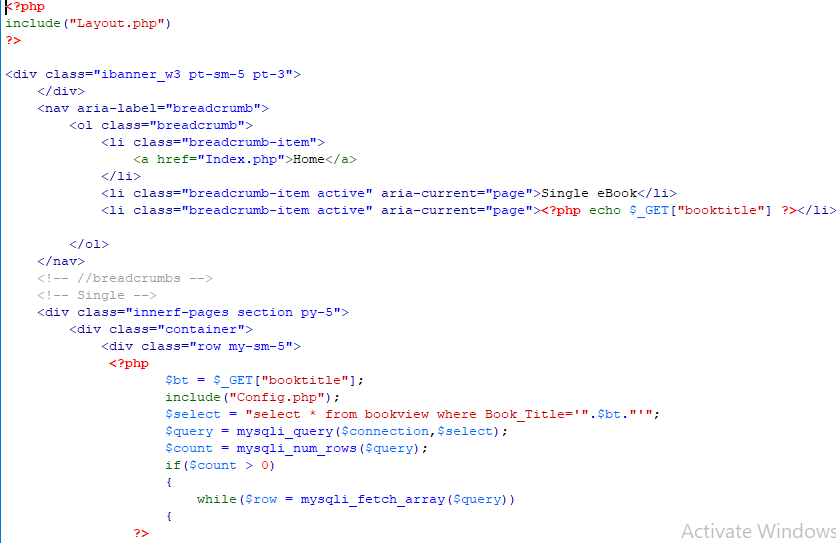 <?php
include("Layout.php")
?>
<div class="ibanner_w3 pt-sm-5 pt-3">
</div>
<nav aria-label="breadcrumb">
<ol class="breadcrumb">
<li class="breadcrumb-item">
<a href="Index.php">Home</a>
</li>
<li class="breadcrumb-item active" aria-current="page">Single eBook</li>
<li class="breadcrumb-item active" aria-current="page"><?php echo $_GET["booktitle"] ?></li>
</ol>
</nav>
<!-- //breadcrumbs -->
<!-- Single -->
<div class="innerf-pages section py-5">
<div class="container">
<div class="row my-sm-5">
<?php
$bt = $_GET["booktitle"];
include("Config.php");
$select = "select * from bookview where Book_Title='".$bt."'";
$query = mysqli_query($connection,$select);
$count = mysqli_num_rows($query);
if($count > 0)
{
while($row = mysqli_fetch_array($query))
{
?>
Activate Windows